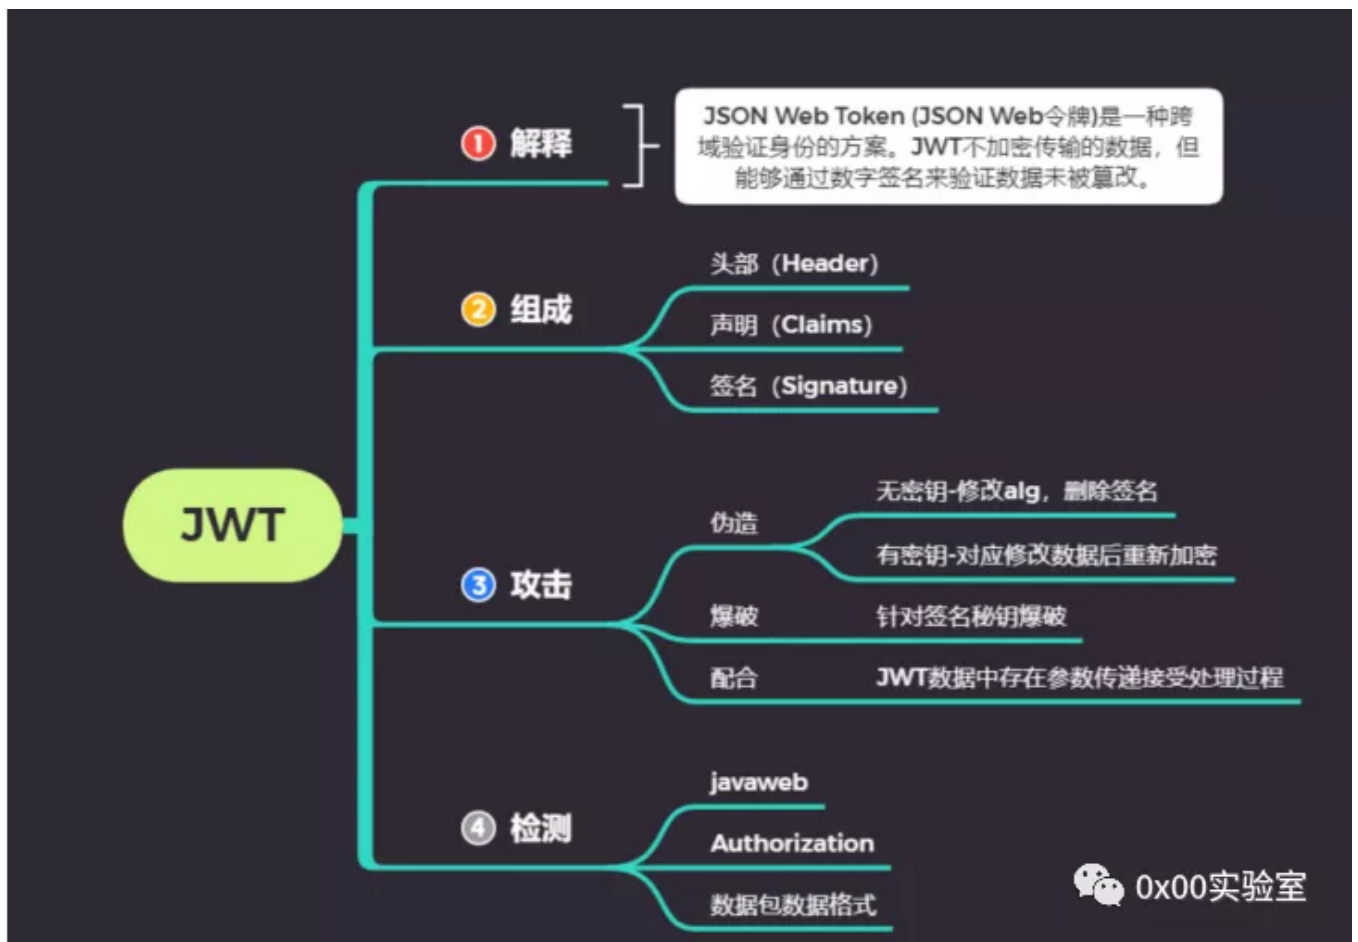 JWT
1 解释
JSON Web Token (JSON Web令牌)是一种跨
域验证身份的方案。JWT不加密传输的数据，但
能够通过数字签名来验证数据未被篡改。
2 组成
头部（Header）
声明（Claims）
签名（Signature）
3 攻击
伪造
无密钥-修改alg，删除签名
有密钥-对应修改数据后重新加密
爆破
针对签名秘钥爆破
配合
JWT数据中存在参数传递接受处理过程
4 检测
javaweb
Authorization
数据包数据格式
0x00实验室